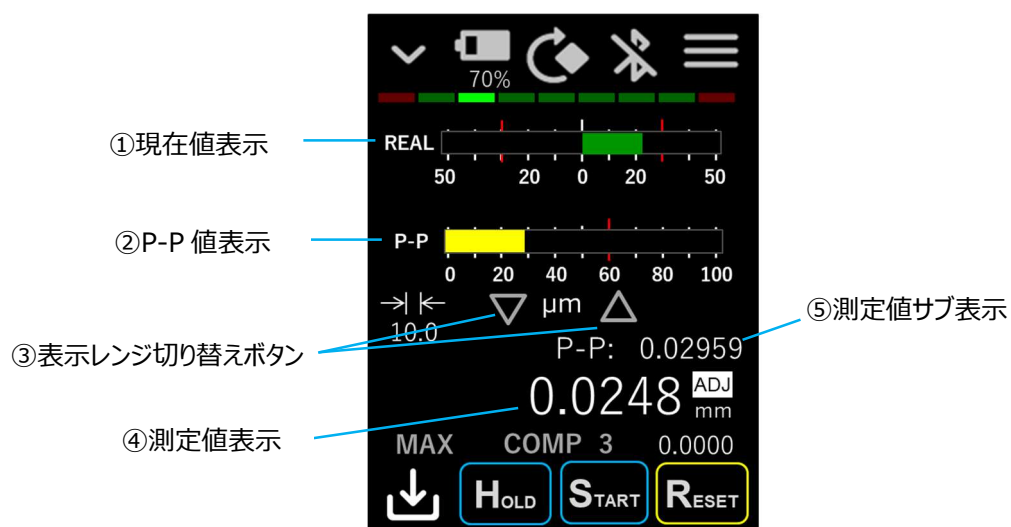 70%
①現在値表示
REAL
50 20 0 20 50
②P-P 値表示
P-P
0 20 40 60 80 100
μm
10.0
⑤測定値サブ表示
③表示レンジ切り替えボタン
P-P: 0.02959
0.0248 ADJ
mm
④測定値表示
MAX COMP 3 0.0000
HOLD START RESET